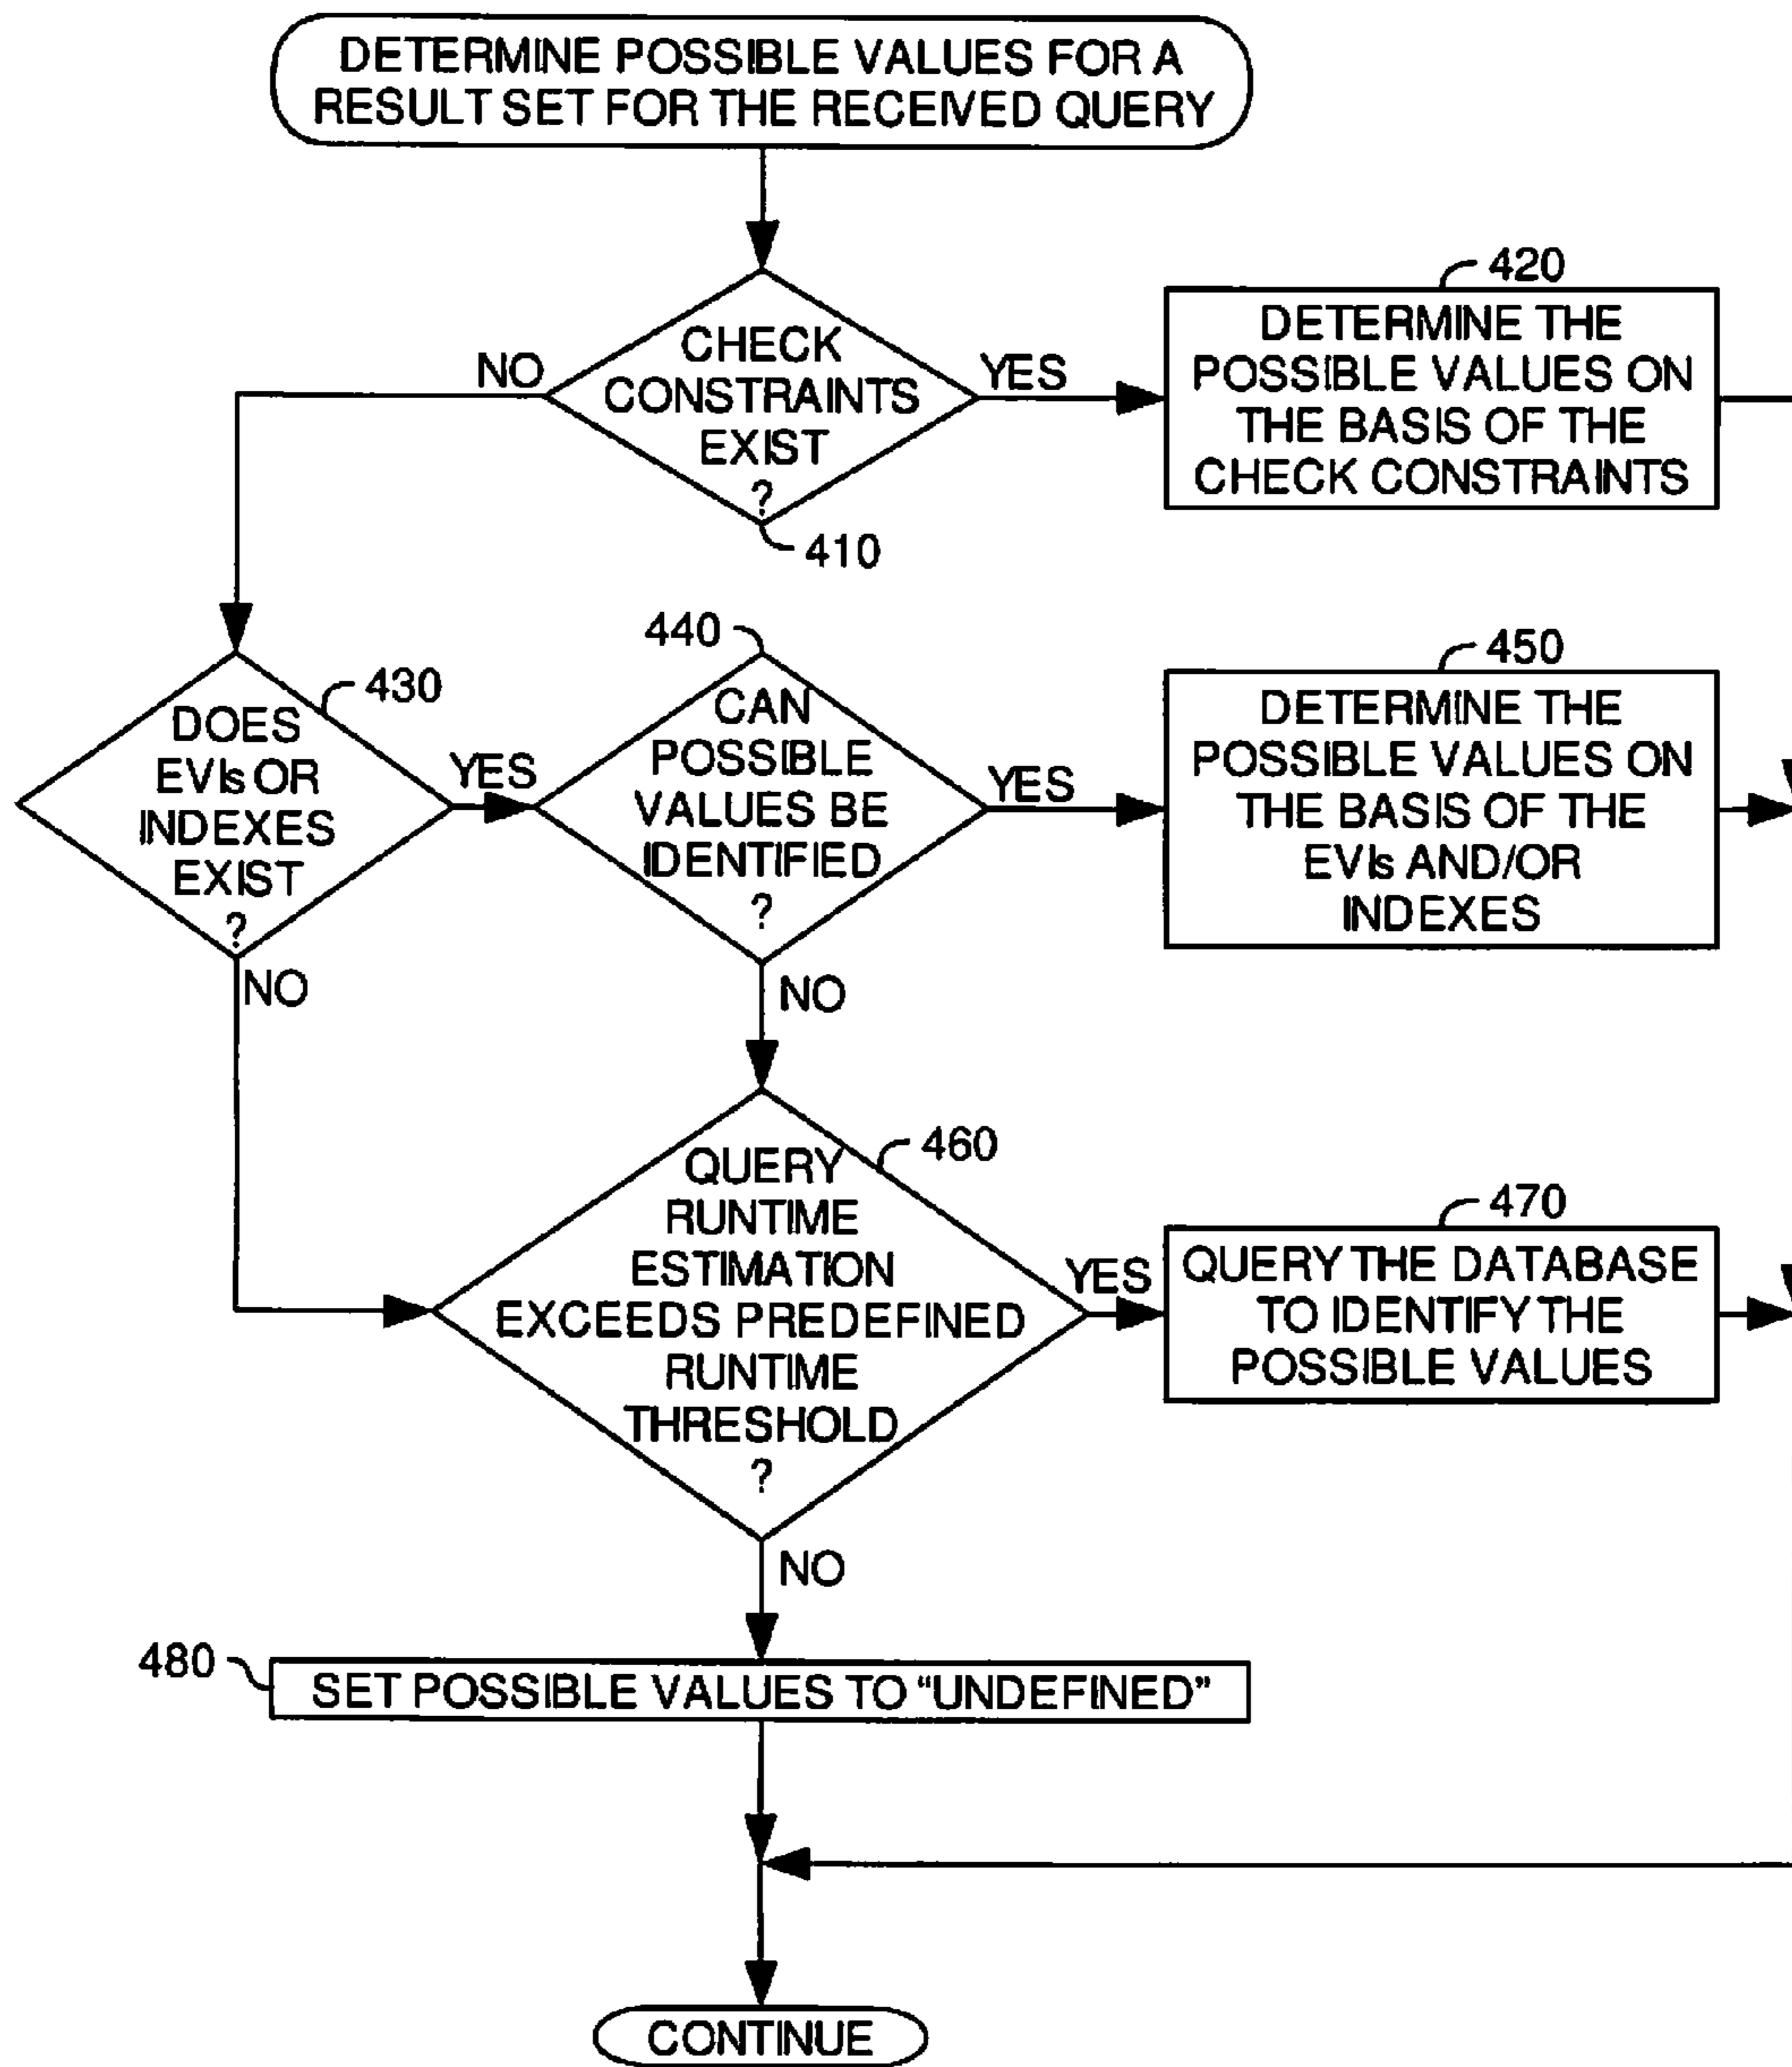 DETERMINE POSSIBLE VALUES FOR A
RESULT SET FOR THE RECEIVED QUERY
CHECK
CONSTRAINTS
EXIST
?
410
NO
YES
420
DETERMINE THE
POSSIBLE VALUES ON
THE BASIS OF THE
CHECK CONSTRAINTS
430
DOES
EVIs OR
INDEXES
EXIST
?
YES
NO
440
CAN
POSSIBLE
VALUES BE
IDENTIFIED
?
YES
NO
450
DETERMINE THE
POSSIBLE VALUES ON
THE BASIS OF THE
EVIs AND/OR
INDEXES
460
QUERY
RUNTIME
ESTIMATION
EXCEEDS PREDEFINED
RUNTIME
THRESHOLD
?
YES
NO
470
QUERY THE DATABASE
TO IDENTIFY THE
POSSIBLE VALUES
480
SET POSSIBLE VALUES TO “UNDEFINED”
CONTINUE